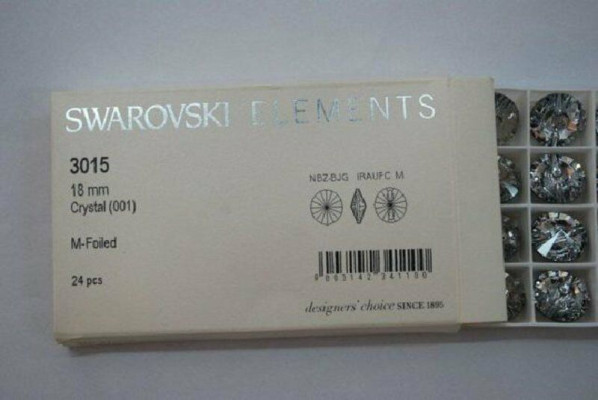 SWAROVSKI ELEMENTS
3015
18 mm
Crystal (001)
M-Foiled
24 pcs
designers' choice SINCE 1895